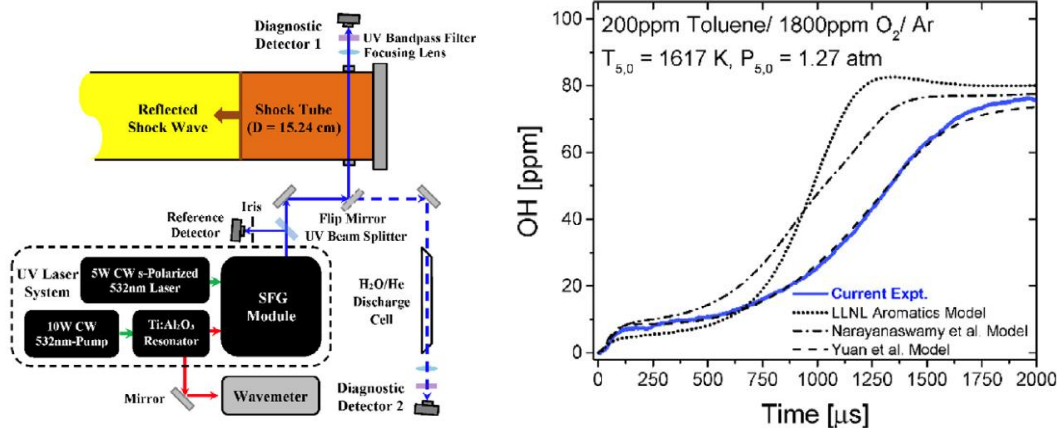 Diagnostic
Detector 1
UV Bandpass Filter
Focusing Lens
Reflected
Shock Wave
Shock Tube
(D = 15.24 cm)
Reference
Detector
Iris
Flip Mirror
UV Beam Splitter
UV Laser
System
5W CW s-Polarized
532nm Laser
SFG
Module
10W CW
532nm-Pump
Ti:Al₂O₃
Resonator
H₂O/He
Discharge
Cell
Mirror
Wavemeter
Diagnostic
Detector 2
200ppm Toluene/ 1800ppm O₂/ Ar
T₅,₀ = 1617 K, P₅,₀ = 1.27 atm
OH [ppm]
100
80
60
40
20
0
Current Expt.
LLNL Aromatics Model
Narayanaswamy et al. Model
Yuan et al. Model
0 250 500 750 1000 1250 1500 1750 2000
Time [μs]